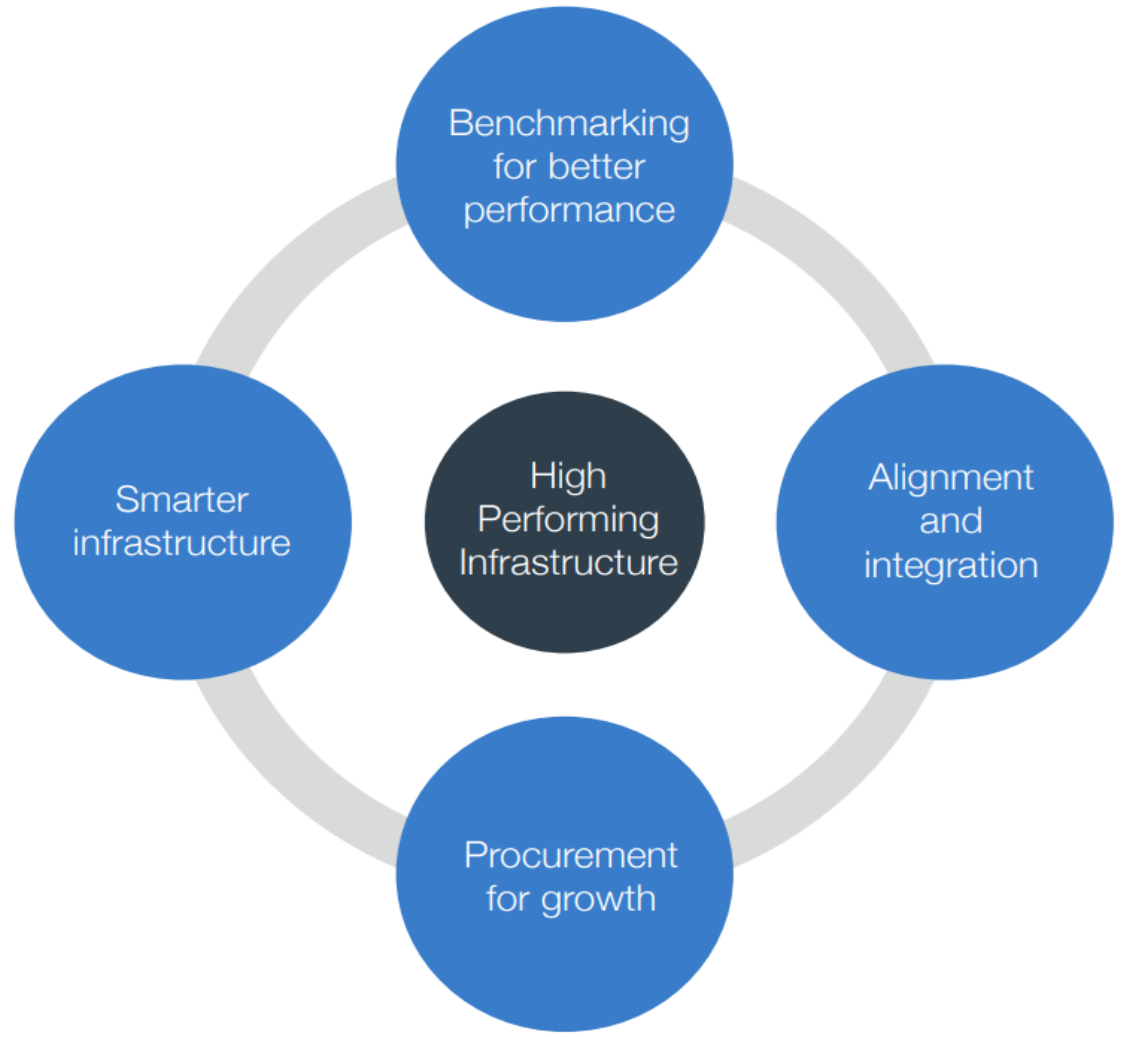 Benchmarking
for better
performance
Smarter
infrastructure
High
Performing
Infrastructure
Alignment
and
integration
Procurement
for growth